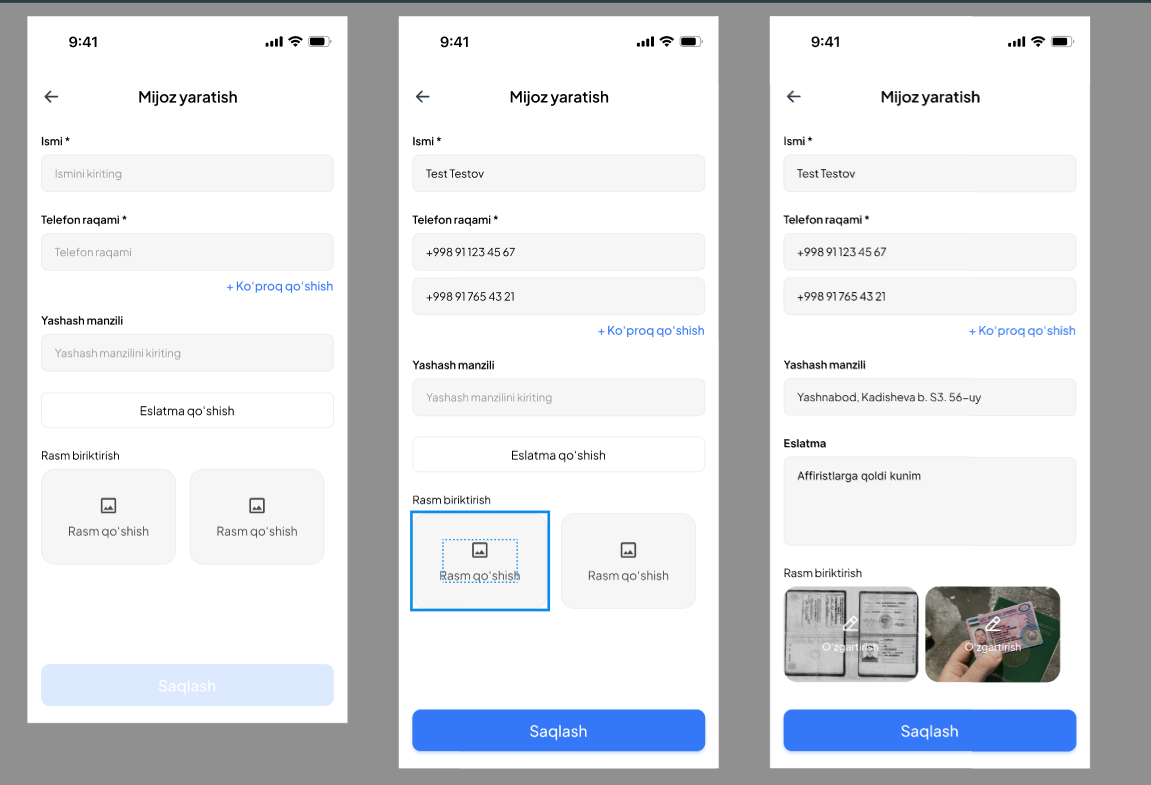 9:41
Mijoz yaratish
Ismi *
Ismini kiriting
Telefon raqami *
Telefon raqami
+ Ko‘proq qo‘shish
Yashash manzili
Yashash manzilini kiriting
Eslatma qo‘shish
Rasm biriktirish
Rasm qo‘shish
Rasm qo‘shish
Saqlash
9:41
Mijoz yaratish
Ismi *
Test Testov
Telefon raqami *
+998 91 123 45 67
+998 91 765 43 21
+ Ko‘proq qo‘shish
Yashash manzili
Yashash manzilini kiriting
Eslatma qo‘shish
Rasm biriktirish
Rasm qo‘shish
Rasm qo‘shish
Saqlash
9:41
Mijoz yaratish
Ismi *
Test Testov
Telefon raqami *
+998 91 123 45 67
+998 91 765 43 21
+ Ko‘proq qo‘shish
Yashash manzili
Yashnabod, Kadisheva b. S3. 56-uy
Eslatma
Affiristlarga qoldi kunim
Rasm biriktirish
O‘zgartirish
O‘zgartirish
Saqlash